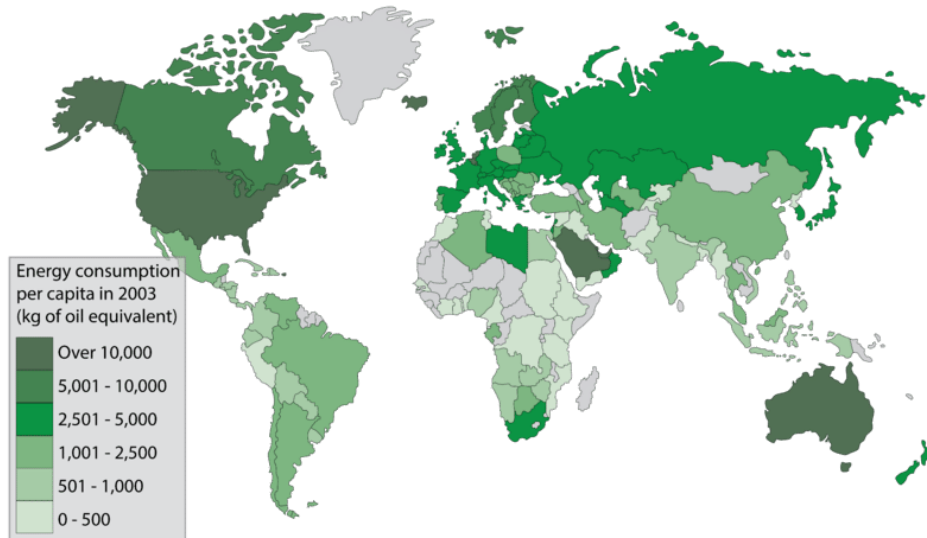 Energy consumption
per capita in 2003
(kg of oil equivalent)
Over 10,000
5,001 - 10,000
2,501 - 5,000
1,001 - 2,500
501 - 1,000
0 - 500